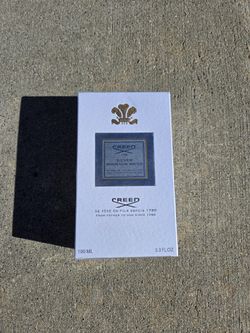 CREED
SILVER
MOUNTAIN WATER
CREED
DE PÈRE EN FILS DEPUIS 1760
FROM FATHER TO SON SINCE 1760
100 ML
3.3 FL.OZ